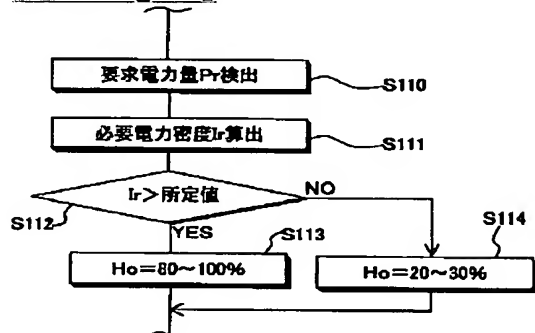 要求電力量Pr検出
S110
必要電力密度Ir算出
S111
Ir＞所定値
NO
S112
YES
S113
S114
Ho＝80〜100%
Ho＝20〜30%